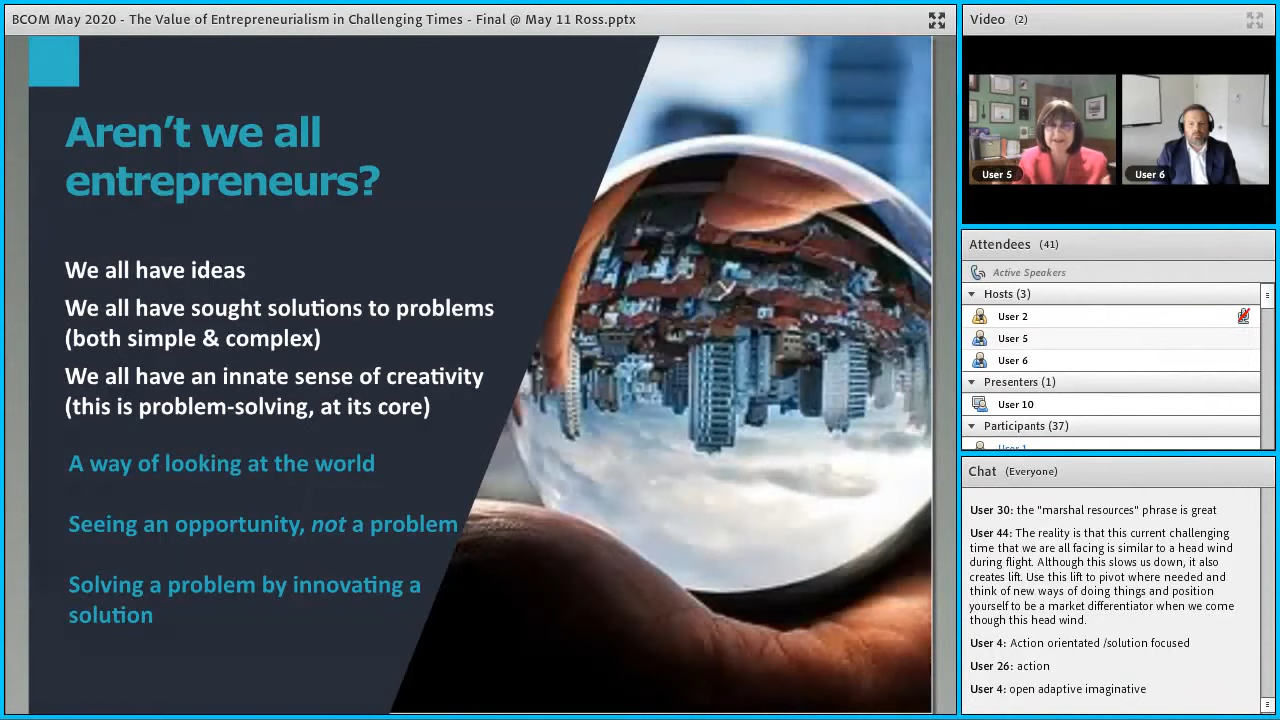 BCOM May 2020 - The Value of Entrepreneurialism in Challenging Times - Final @ May 11 Ross.pptx
Aren’t we all
entrepreneurs?
We all have ideas
We all have sought solutions to problems
(both simple & complex)
We all have an innate sense of creativity
(this is problem-solving, at its core)
A way of looking at the world
Seeing an opportunity, not a problem
Solving a problem by innovating a
solution
Video (2)
User 5
User 6
Attendees (41)
Active Speakers
Hosts (3)
User 2
User 5
User 6
Presenters (1)
User 10
Participants (37)
User 1
Chat (Everyone)
User 30: the "marshal resources" phrase is great
User 44: The reality is that this current challenging
time that we are all facing is similar to a head wind
during flight. Although this slows us down, it also
creates lift. Use this lift to pivot where needed and
think of new ways of doing things and position
yourself to be a market differentiator when we come
though this head wind.
User 4: Action orientated /solution focused
User 26: action
User 4: open adaptive imaginative